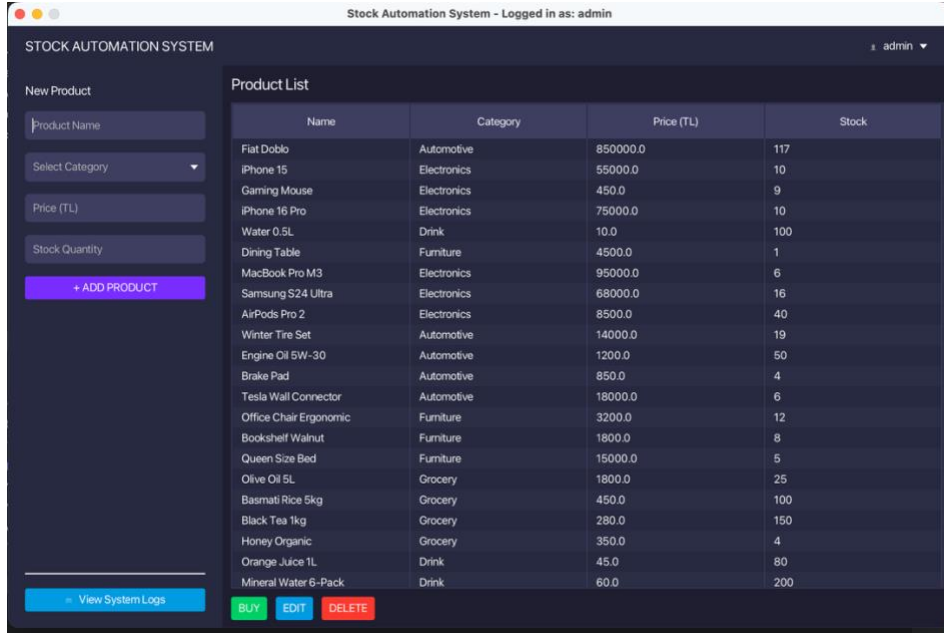 Stock Automation System - Logged in as: admin
STOCK AUTOMATION SYSTEM
admin
New Product
Product Name
Select Category
Price (TL)
Stock Quantity
+ ADD PRODUCT
View System Logs
Product List
Name Category Price (TL) Stock
Fiat Doblo Automotive 850000.0 117
iPhone 15 Electronics 55000.0 10
Gaming Mouse Electronics 450.0 9
iPhone 16 Pro Electronics 75000.0 10
Water 0.5L Drink 10.0 100
Dining Table Furniture 4500.0 1
MacBook Pro M3 Electronics 95000.0 6
Samsung S24 Ultra Electronics 68000.0 16
AirPods Pro 2 Electronics 8500.0 40
Winter Tire Set Automotive 14000.0 19
Engine Oil 5W-30 Automotive 1200.0 50
Brake Pad Automotive 850.0 4
Tesla Wall Connector Automotive 18000.0 6
Office Chair Ergonomic Furniture 3200.0 12
Bookshelf Walnut Furniture 1800.0 8
Queen Size Bed Furniture 15000.0 5
Olive Oil 5L Grocery 1800.0 25
Basmati Rice 5kg Grocery 450.0 100
Black Tea 1kg Grocery 280.0 150
Honey Organic Grocery 350.0 4
Orange Juice 1L Drink 45.0 80
Mineral Water 6-Pack Drink 60.0 200
BUY EDIT DELETE